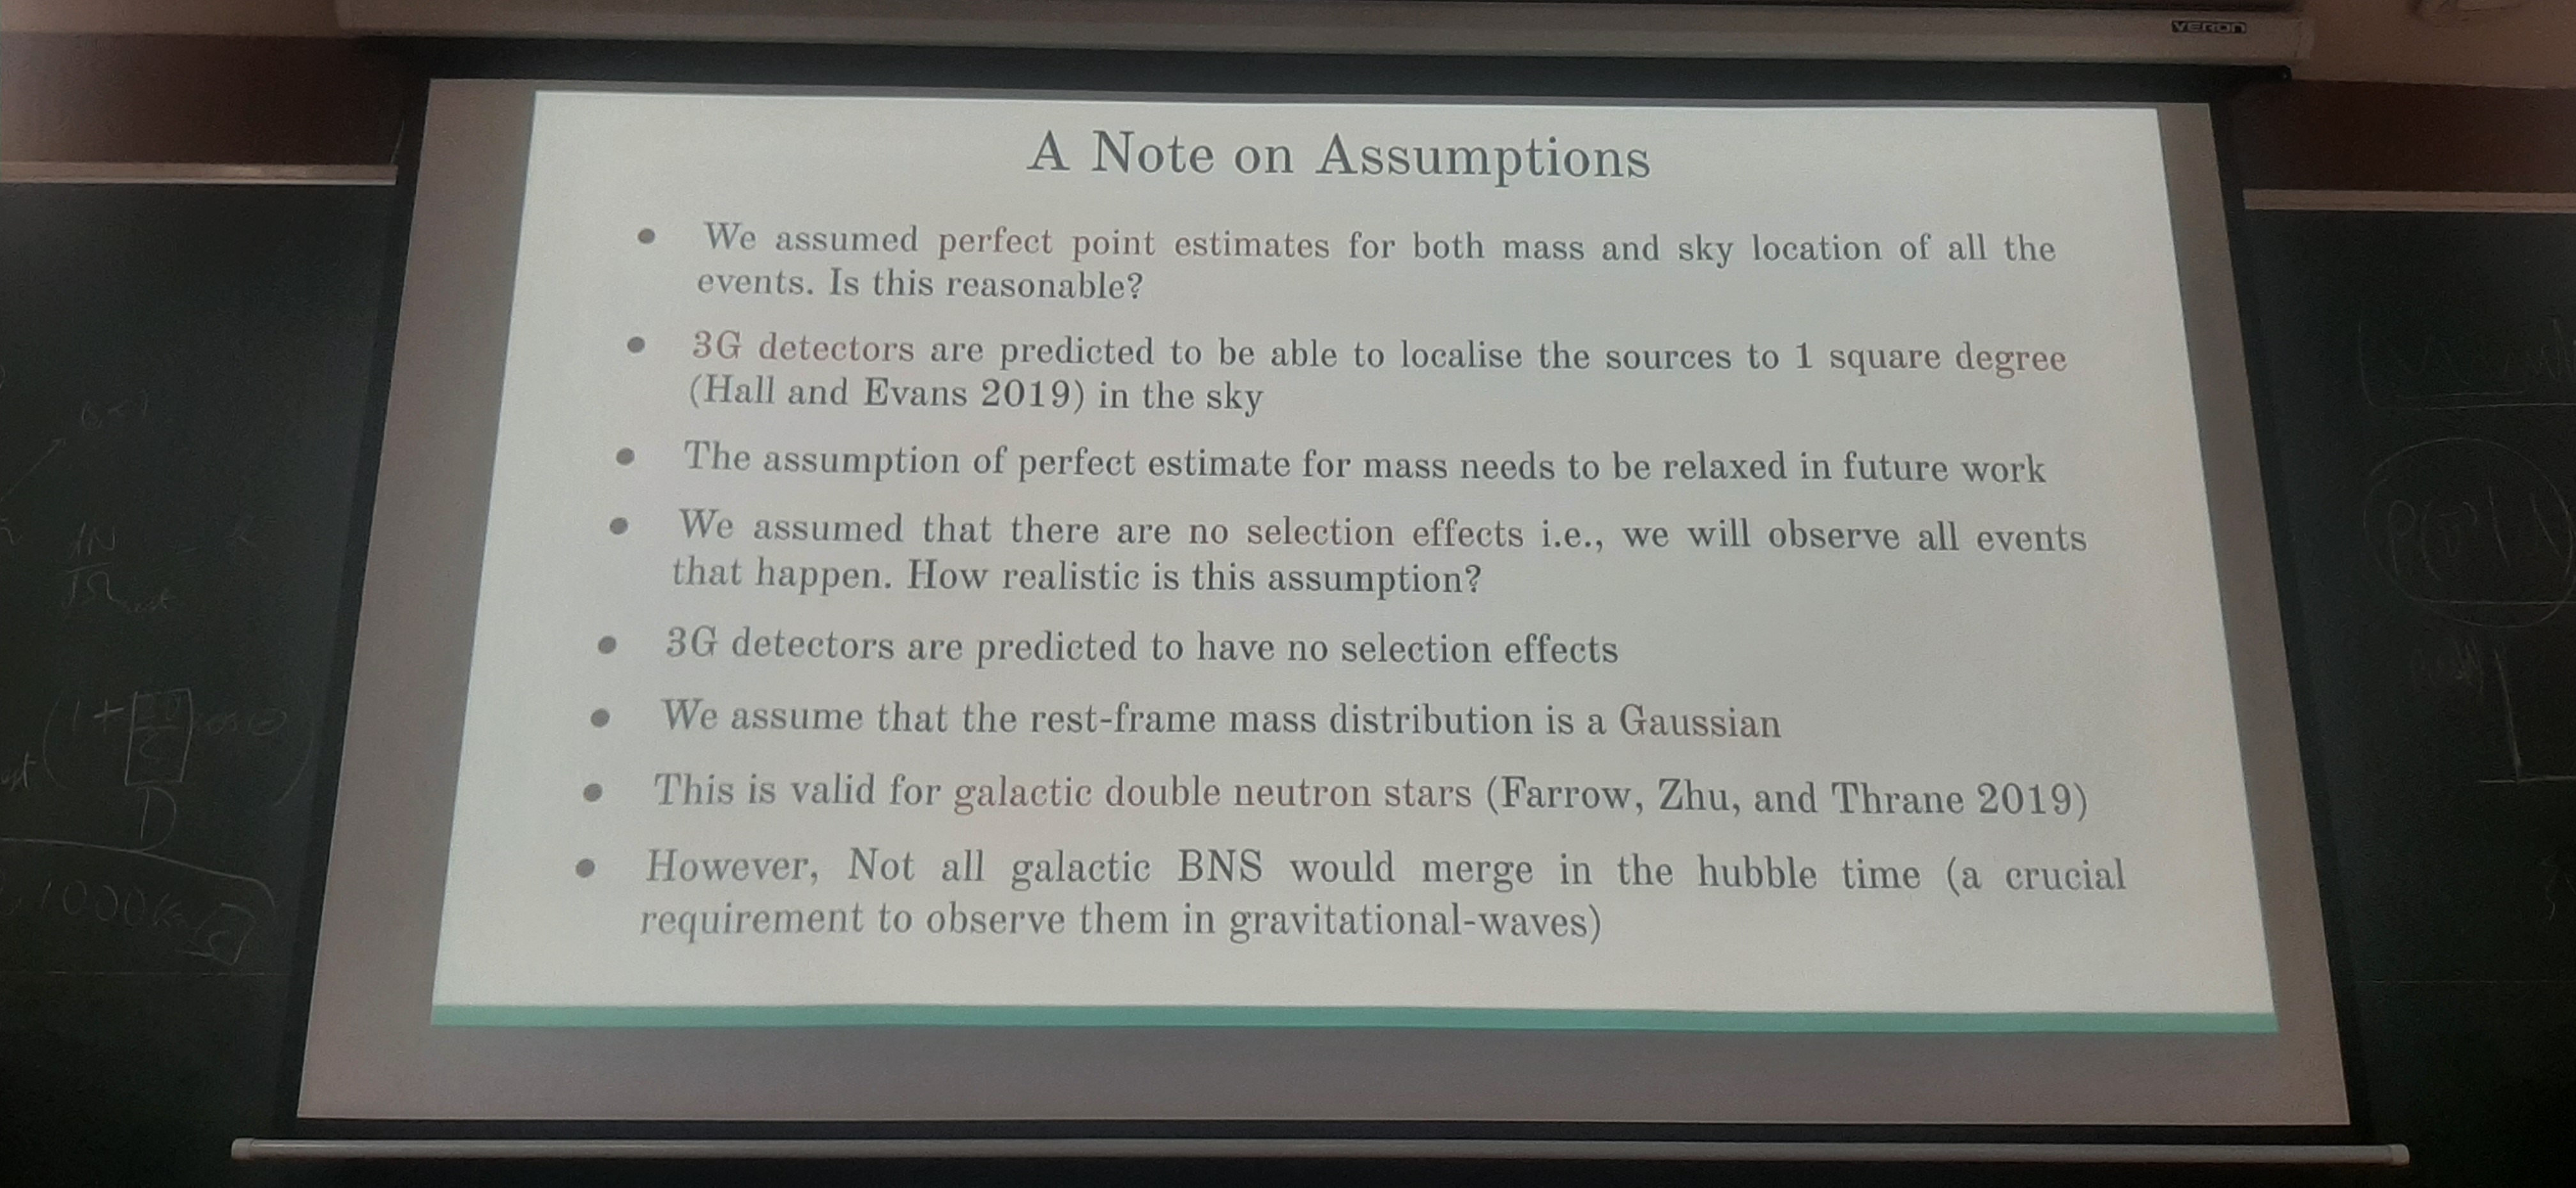 VERON
A Note on Assumptions
• We assumed perfect point estimates for both mass and sky location of all the
events. Is this reasonable?
• 3G detectors are predicted to be able to localise the sources to 1 square degree
(Hall and Evans 2019) in the sky
• The assumption of perfect estimate for mass needs to be relaxed in future work
• We assumed that there are no selection effects i.e., we will observe all events
that happen. How realistic is this assumption?
• 3G detectors are predicted to have no selection effects
• We assume that the rest-frame mass distribution is a Gaussian
• This is valid for galactic double neutron stars (Farrow, Zhu, and Thrane 2019)
• However, Not all galactic BNS would merge in the hubble time (a crucial
requirement to observe them in gravitational-waves)
D